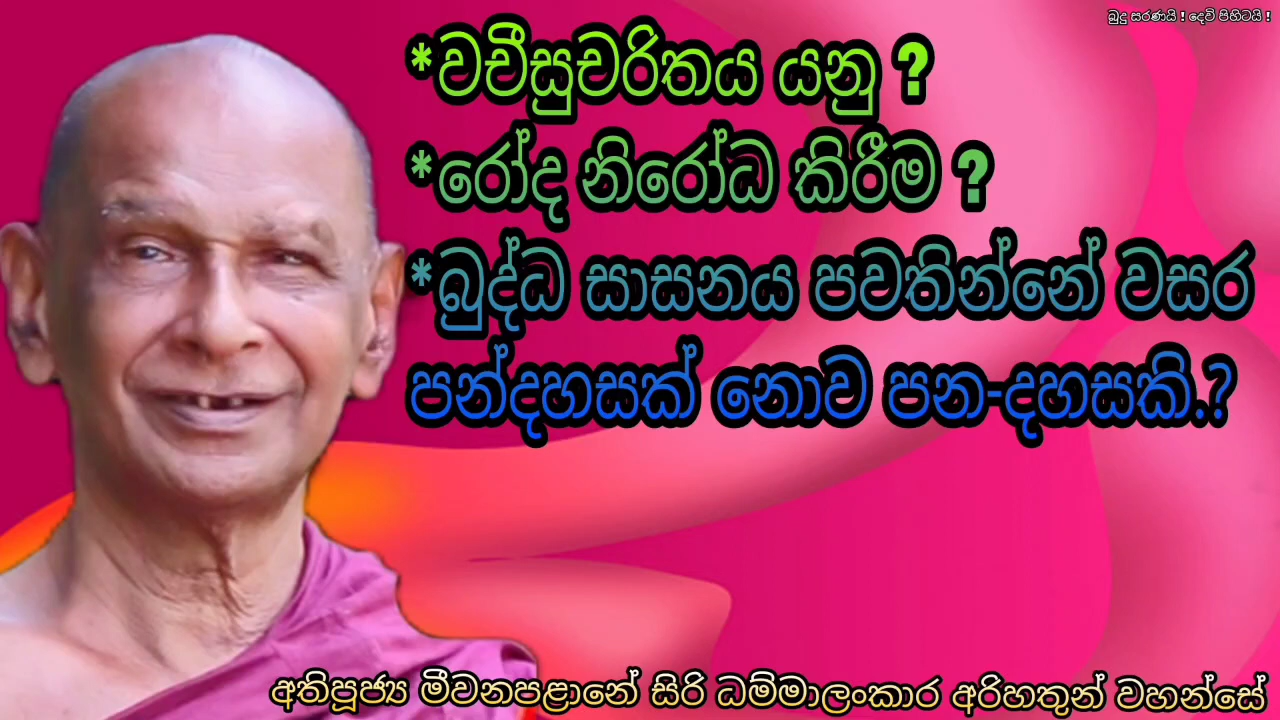 බුදු සරණයි ! දෙවි පිහිටයි !
*වචීසුචරිතය යනු ?
*රෝද නිරෝධ කිරීම ?
*බුද්ධ සාසනය පවතින්නේ වසර
පන්දහසක් නොව පන-දහසකි.?
අතිපූජ්‍ය මීවනපළානේ සිරි ධම්මාලංකාර අරිහතුන් වහන්සේ